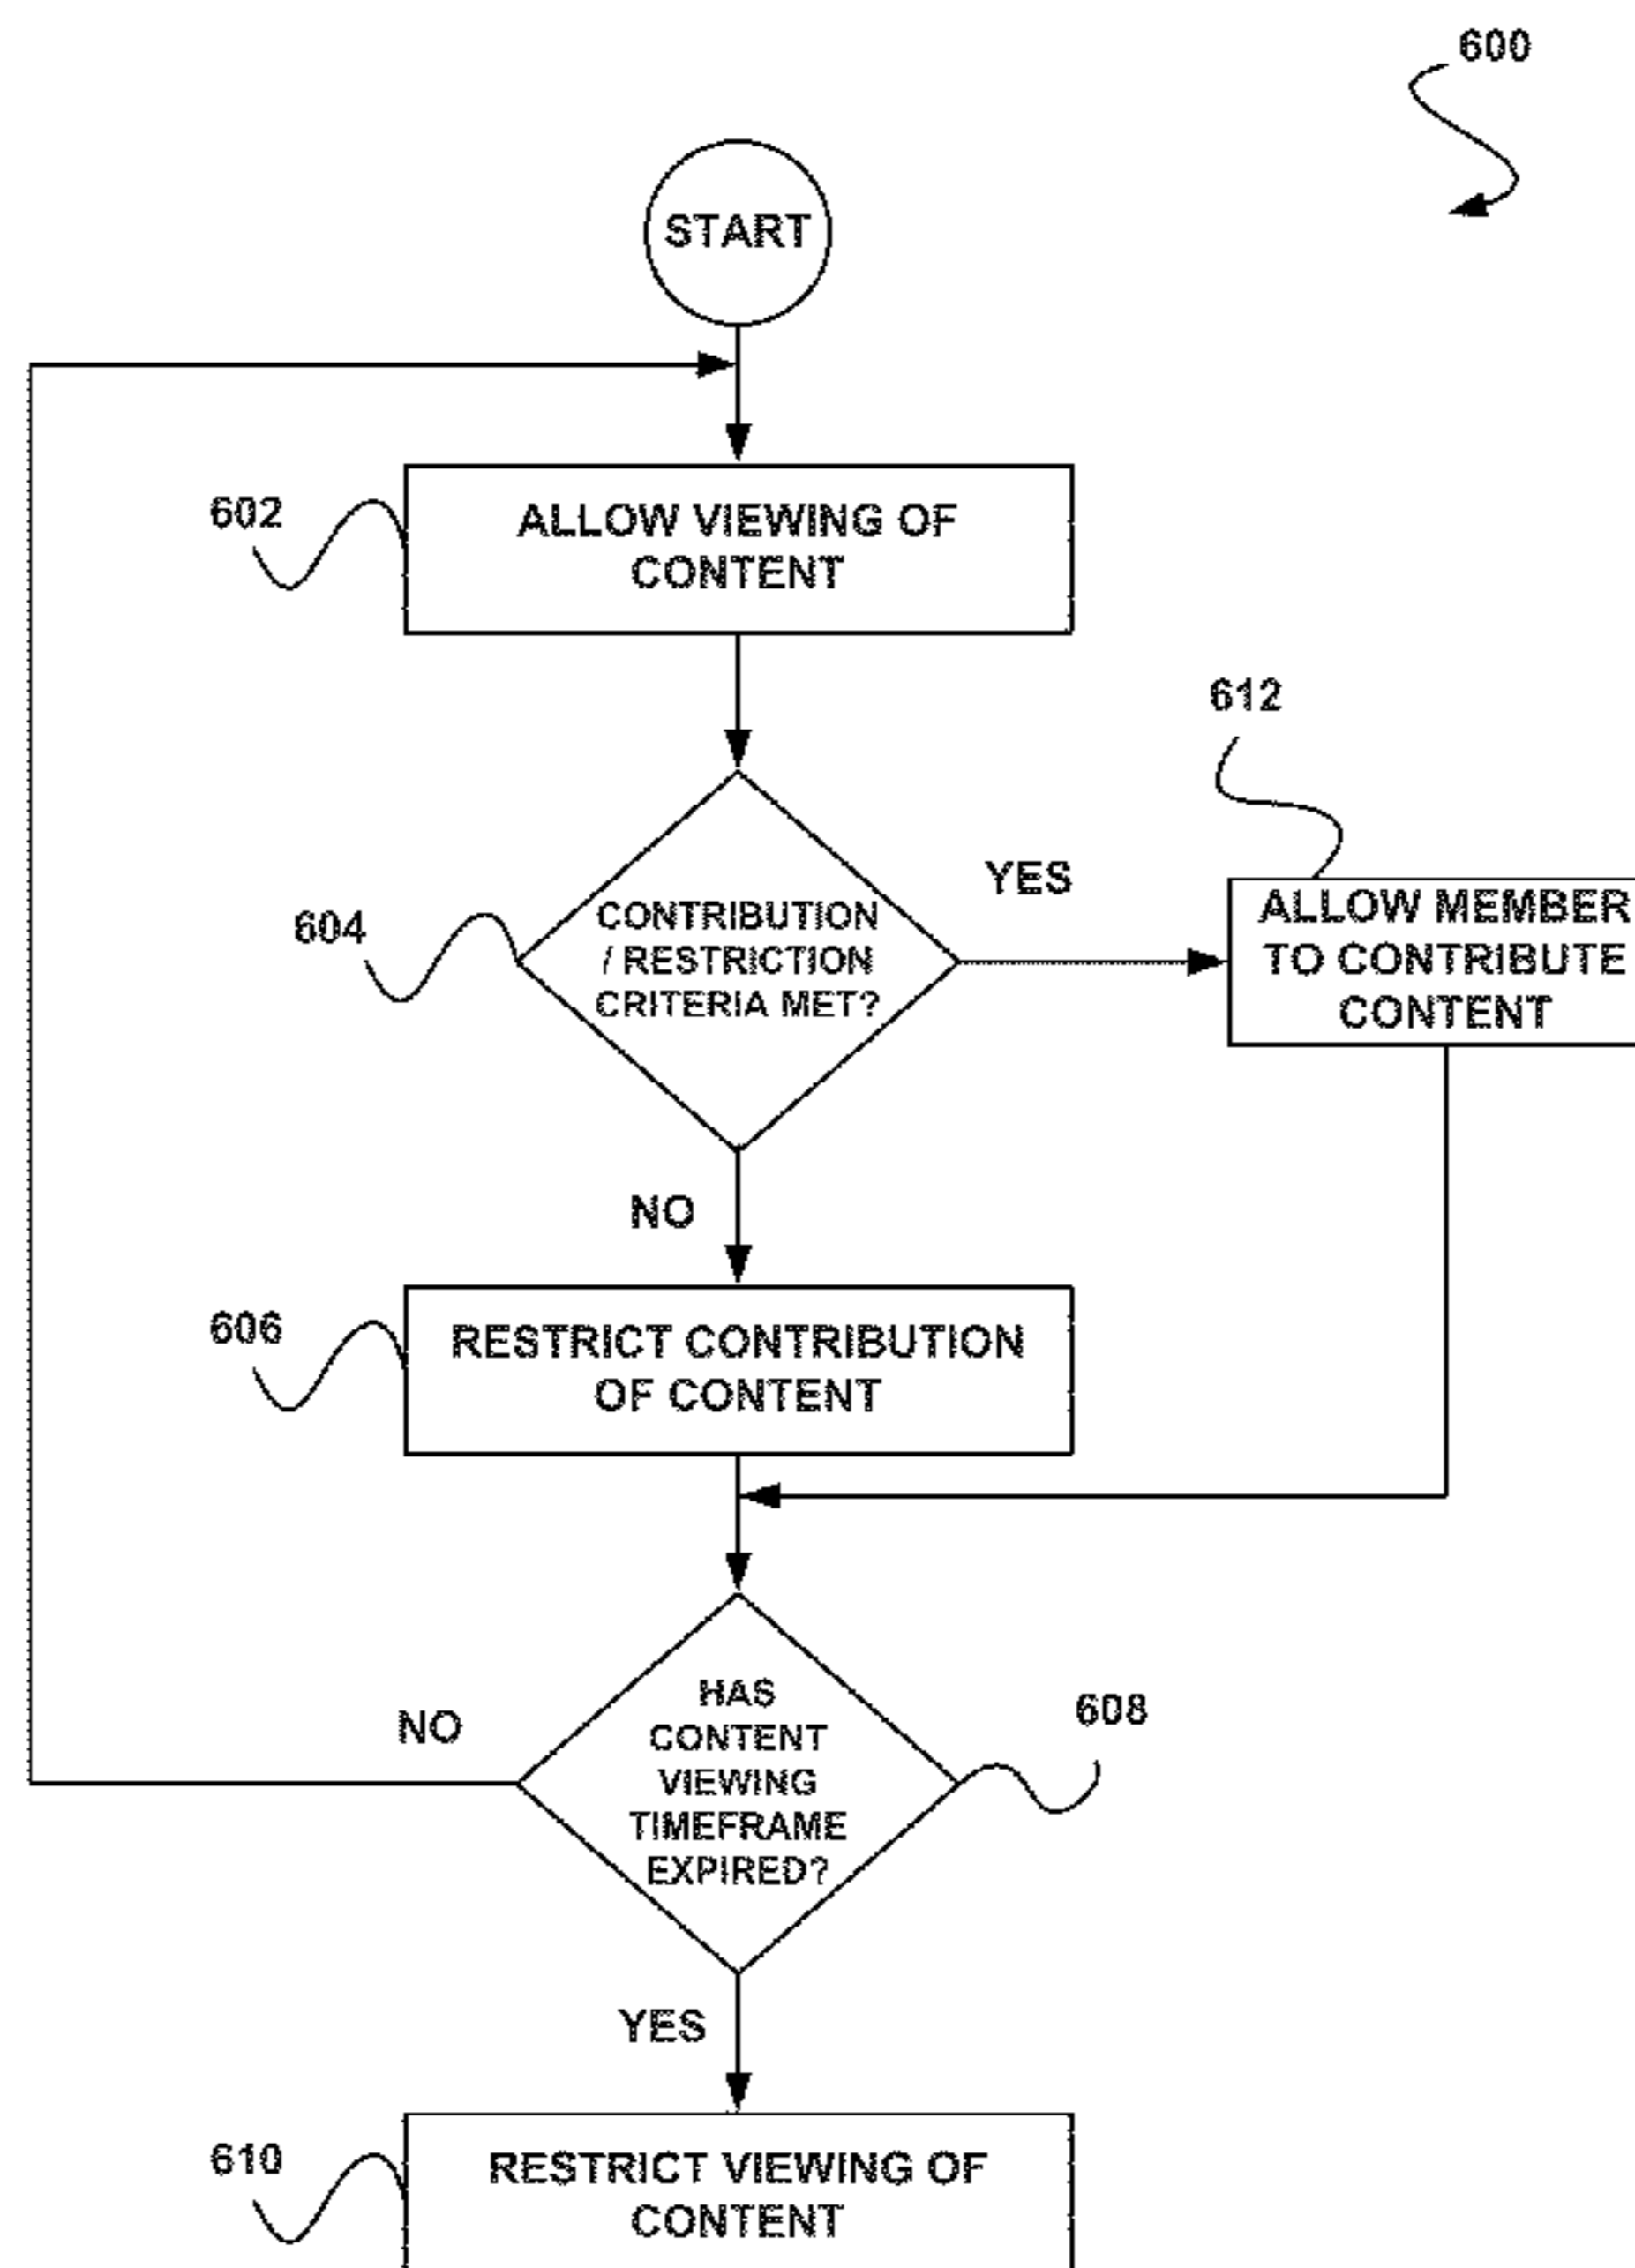 600
START
602
ALLOW VIEWING OF
CONTENT
612
YES
ALLOW MEMBER
TO CONTRIBUTE
CONTENT
604
CONTRIBUTION
/ RESTRICTION
CRITERIA MET?
NO
606
RESTRICT CONTRIBUTION
OF CONTENT
NO
HAS
CONTENT
VIEWING
TIMEFRAME
EXPIRED?
608
YES
610
RESTRICT VIEWING OF
CONTENT